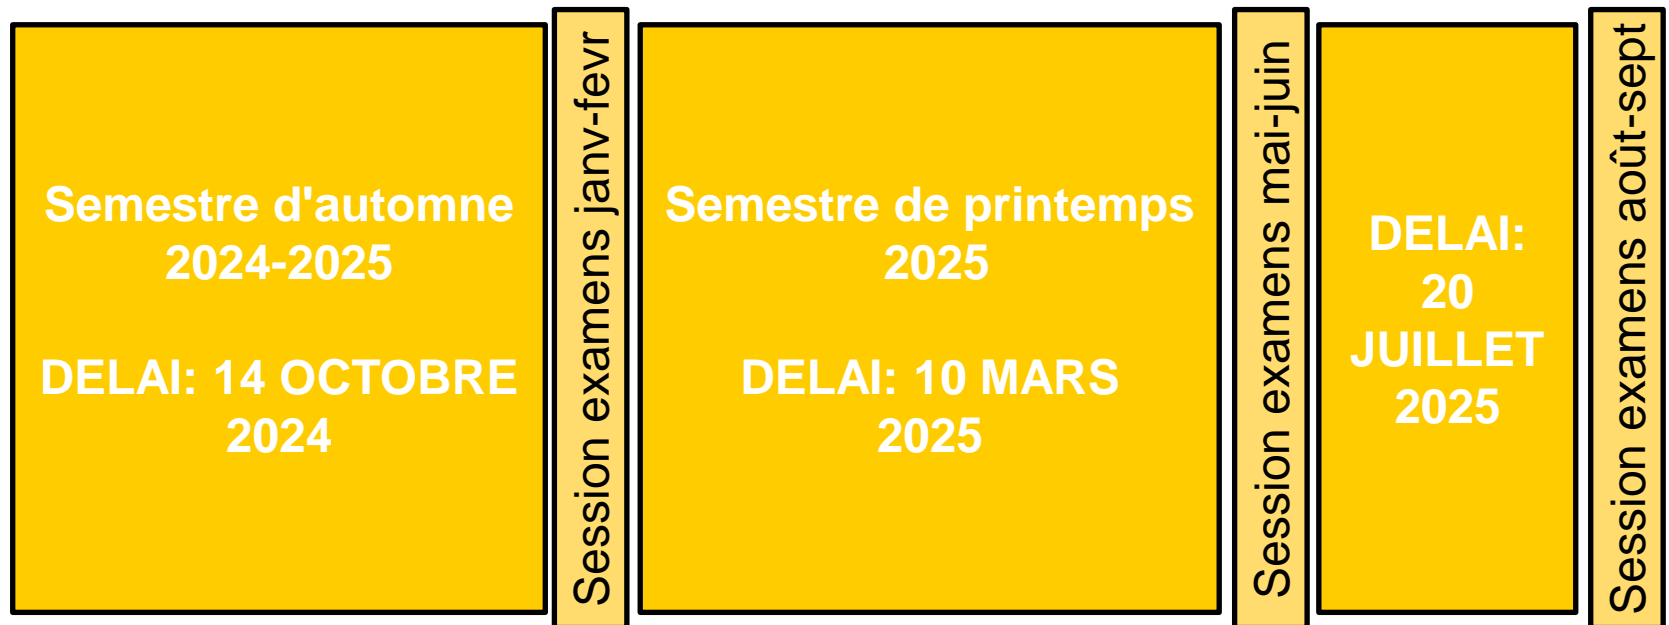 Semestre d'automne
2024-2025
DELAI: 14 OCTOBRE
2024
Session examens janv-fevr
Semestre de printemps
2025
DELAI: 10 MARS
2025
Session examens mai-juin
DELAI:
20
JUILLET
2025
Session examens août-sept